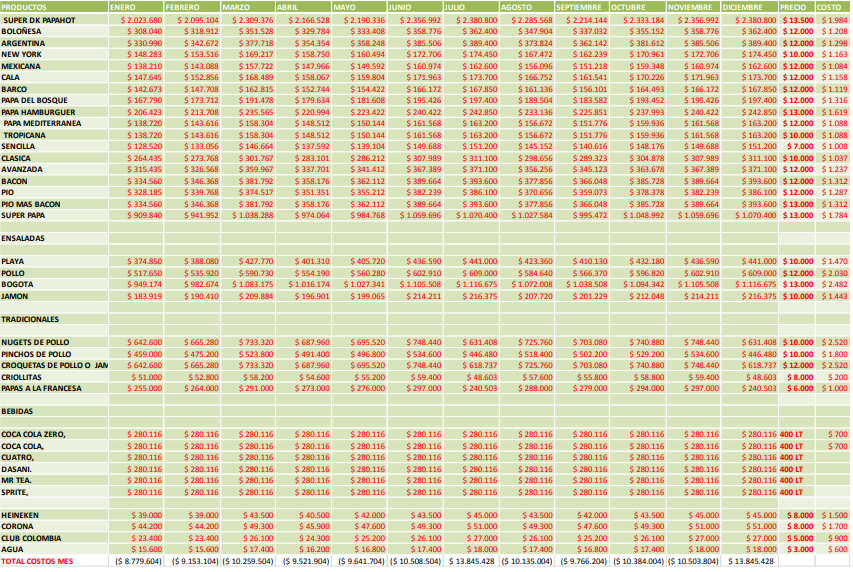 PRODUCTOS ENERO FEBRERO MARZO ABRIL MAYO JUNIO JULIO AGOSTO SEPTIEMBRE OCTUBRE NOVIEMBRE DICIEMBRE PRECIO COSTO
SUPER DK PAPAHOT $ 2.023.680 $ 2.095.104 $ 2.309.376 $ 2.166.528 $ 2.190.336 $ 2.356.992 $ 2.380.800 $ 2.285.568 $ 2.214.144 $ 2.333.184 $ 2.356.992 $ 2.380.800 $ 13.500 $ 1.984
BOLOÑESA $ 308.040 $ 318.912 $ 351.528 $ 329.784 $ 333.408 $ 358.776 $ 362.400 $ 347.904 $ 337.032 $ 355.152 $ 358.776 $ 362.400 $ 12.000 $ 1.208
ARGENTINA $ 330.990 $ 342.672 $ 377.718 $ 354.354 $ 358.248 $ 385.506 $ 389.400 $ 373.824 $ 362.142 $ 381.612 $ 385.506 $ 389.400 $ 12.000 $ 1.298
NEW YORK $ 148.283 $ 153.516 $ 169.217 $ 158.750 $ 160.494 $ 172.706 $ 174.450 $ 167.472 $ 162.239 $ 170.961 $ 172.706 $ 174.450 $ 10.000 $ 1.163
MEXICANA $ 138.210 $ 143.088 $ 157.722 $ 147.966 $ 149.592 $ 160.974 $ 162.600 $ 156.096 $ 151.218 $ 159.348 $ 160.974 $ 162.600 $ 12.000 $ 1.084
CALA $ 147.645 $ 152.856 $ 168.489 $ 158.067 $ 159.804 $ 171.963 $ 173.700 $ 166.752 $ 161.541 $ 170.226 $ 171.963 $ 173.700 $ 12.000 $ 1.158
BARCO $ 142.673 $ 147.708 $ 162.815 $ 152.744 $ 154.422 $ 166.172 $ 167.850 $ 161.136 $ 156.101 $ 164.493 $ 166.172 $ 167.850 $ 12.000 $ 1.119
PAPA DEL BOSQUE $ 167.790 $ 173.712 $ 191.478 $ 179.634 $ 181.608 $ 195.426 $ 197.400 $ 189.504 $ 183.582 $ 193.452 $ 195.426 $ 197.400 $ 12.000 $ 1.316
PAPA HAMBURGUER $ 206.423 $ 213.708 $ 235.565 $ 220.994 $ 223.422 $ 240.422 $ 242.850 $ 233.136 $ 225.851 $ 237.993 $ 240.422 $ 242.850 $ 13.000 $ 1.619
PAPA MEDITERRANEA $ 138.720 $ 143.616 $ 158.304 $ 148.512 $ 150.144 $ 161.568 $ 163.200 $ 156.672 $ 151.776 $ 159.936 $ 161.568 $ 163.200 $ 12.000 $ 1.088
TROPICANA $ 138.720 $ 143.616 $ 158.304 $ 148.512 $ 150.144 $ 161.568 $ 163.200 $ 156.672 $ 151.776 $ 159.936 $ 161.568 $ 163.200 $ 10.000 $ 1.088
SENCILLA $ 128.520 $ 133.056 $ 146.664 $ 137.592 $ 139.104 $ 149.688 $ 151.200 $ 145.152 $ 140.616 $ 148.176 $ 149.688 $ 151.200 $ 7.000 $ 1.008
CLASICA $ 264.435 $ 273.768 $ 301.767 $ 283.101 $ 286.212 $ 307.989 $ 311.100 $ 298.656 $ 289.323 $ 304.878 $ 307.989 $ 311.100 $ 10.000 $ 1.037
AVANZADA $ 315.435 $ 326.568 $ 359.967 $ 337.701 $ 341.412 $ 367.389 $ 371.100 $ 356.256 $ 345.123 $ 363.678 $ 367.389 $ 371.100 $ 12.000 $ 1.237
BACON $ 334.560 $ 346.368 $ 381.792 $ 358.176 $ 362.112 $ 389.664 $ 393.600 $ 377.856 $ 366.048 $ 385.728 $ 389.664 $ 393.600 $ 12.000 $ 1.312
PIO $ 328.185 $ 339.768 $ 374.517 $ 351.351 $ 355.212 $ 382.239 $ 386.100 $ 370.656 $ 359.073 $ 378.378 $ 382.239 $ 386.100 $ 12.000 $ 1.287
PIO MAS BACON $ 334.560 $ 346.368 $ 381.792 $ 358.176 $ 362.112 $ 389.664 $ 393.600 $ 377.856 $ 366.048 $ 385.728 $ 389.664 $ 393.600 $ 13.000 $ 1.312
SUPER PAPA $ 909.840 $ 941.952 $ 1.038.288 $ 974.064 $ 984.768 $ 1.059.696 $ 1.070.400 $ 1.027.584 $ 995.472 $ 1.048.992 $ 1.059.696 $ 1.070.400 $ 13.000 $ 1.784
ENSALADAS
PLAYA $ 374.850 $ 388.080 $ 427.770 $ 401.310 $ 405.720 $ 436.590 $ 441.000 $ 423.360 $ 410.130 $ 432.180 $ 436.590 $ 441.000 $ 10.000 $ 1.470
POLLO $ 517.650 $ 535.920 $ 590.730 $ 554.190 $ 560.280 $ 602.910 $ 609.000 $ 584.640 $ 566.370 $ 596.820 $ 602.910 $ 609.000 $ 12.000 $ 2.030
BOGOTA $ 949.174 $ 982.674 $ 1.083.175 $ 1.016.174 $ 1.027.341 $ 1.105.508 $ 1.116.675 $ 1.072.008 $ 1.038.508 $ 1.094.342 $ 1.105.508 $ 1.116.675 $ 13.000 $ 2.482
JAMON $ 183.919 $ 190.410 $ 209.884 $ 196.901 $ 199.065 $ 214.211 $ 216.375 $ 207.720 $ 201.229 $ 212.048 $ 214.211 $ 216.375 $ 10.000 $ 1.443
TRADICIONALES
NUGETS DE POLLO $ 642.600 $ 665.280 $ 733.320 $ 687.960 $ 695.520 $ 748.440 $ 631.408 $ 725.760 $ 703.080 $ 740.880 $ 748.440 $ 631.408 $ 10.000 $ 2.520
PINCHOS DE POLLO $ 459.000 $ 475.200 $ 523.800 $ 491.400 $ 496.800 $ 534.600 $ 446.480 $ 518.400 $ 502.200 $ 529.200 $ 534.600 $ 446.480 $ 10.000 $ 1.800
CROQUETAS DE POLLO O JAM $ 642.600 $ 665.280 $ 733.320 $ 687.960 $ 695.520 $ 748.440 $ 618.737 $ 725.760 $ 703.080 $ 740.880 $ 748.440 $ 618.737 $ 12.000 $ 2.520
CRIOLLITAS $ 51.000 $ 52.800 $ 58.200 $ 54.600 $ 55.200 $ 59.400 $ 48.603 $ 57.600 $ 55.800 $ 58.800 $ 59.400 $ 48.603 $ 8.000 $ 200
PAPAS A LA FRANCESA $ 255.000 $ 264.000 $ 291.000 $ 273.000 $ 276.000 $ 297.000 $ 240.503 $ 288.000 $ 279.000 $ 294.000 $ 297.000 $ 240.503 $ 6.000 $ 1.000
BEBIDAS
COCA COLA ZERO, $ 280.116 $ 280.116 $ 280.116 $ 280.116 $ 280.116 $ 280.116 $ 280.116 $ 280.116 $ 280.116 $ 280.116 $ 280.116 $ 280.116 400 LT $ 700
COCA COLA, $ 280.116 $ 280.116 $ 280.116 $ 280.116 $ 280.116 $ 280.116 $ 280.116 $ 280.116 $ 280.116 $ 280.116 $ 280.116 $ 280.116 400 LT $ 700
CUATRO, $ 280.116 $ 280.116 $ 280.116 $ 280.116 $ 280.116 $ 280.116 $ 280.116 $ 280.116 $ 280.116 $ 280.116 $ 280.116 $ 280.116 400 LT
DASANI. $ 280.116 $ 280.116 $ 280.116 $ 280.116 $ 280.116 $ 280.116 $ 280.116 $ 280.116 $ 280.116 $ 280.116 $ 280.116 $ 280.116 400 LT
MR TEA. $ 280.116 $ 280.116 $ 280.116 $ 280.116 $ 280.116 $ 280.116 $ 280.116 $ 280.116 $ 280.116 $ 280.116 $ 280.116 $ 280.116 400 LT
SPRITE, $ 280.116 $ 280.116 $ 280.116 $ 280.116 $ 280.116 $ 280.116 $ 280.116 $ 280.116 $ 280.116 $ 280.116 $ 280.116 $ 280.116 400 LT
HEINEKEN $ 39.000 $ 39.000 $ 43.500 $ 40.500 $ 42.000 $ 43.500 $ 45.000 $ 43.500 $ 42.000 $ 45.000 $ 43.500 $ 45.000 $ 8.000 $ 1.500
CORONA $ 44.200 $ 44.200 $ 49.300 $ 45.900 $ 47.600 $ 49.300 $ 51.000 $ 49.300 $ 47.600 $ 51.000 $ 49.300 $ 51.000 $ 8.000 $ 1.700
CLUB COLOMBIA $ 23.400 $ 23.400 $ 26.100 $ 24.300 $ 25.200 $ 26.100 $ 27.000 $ 26.100 $ 25.200 $ 27.000 $ 26.100 $ 27.000 $ 5.000 $ 900
AGUA $ 15.600 $ 15.600 $ 17.400 $ 16.200 $ 16.800 $ 17.400 $ 18.000 $ 17.400 $ 16.800 $ 18.000 $ 17.400 $ 18.000 $ 3.000 $ 600
TOTAL COSTOS MES ($ 8.779.604) ($ 9.153.104) ($ 10.259.504) ($ 9.521.904) ($ 9.641.704) ($ 10.508.504) $ 13.845.428 ($ 10.135.004) ($ 9.766.204) ($ 10.384.004) ($ 10.503.804) $ 13.845.428